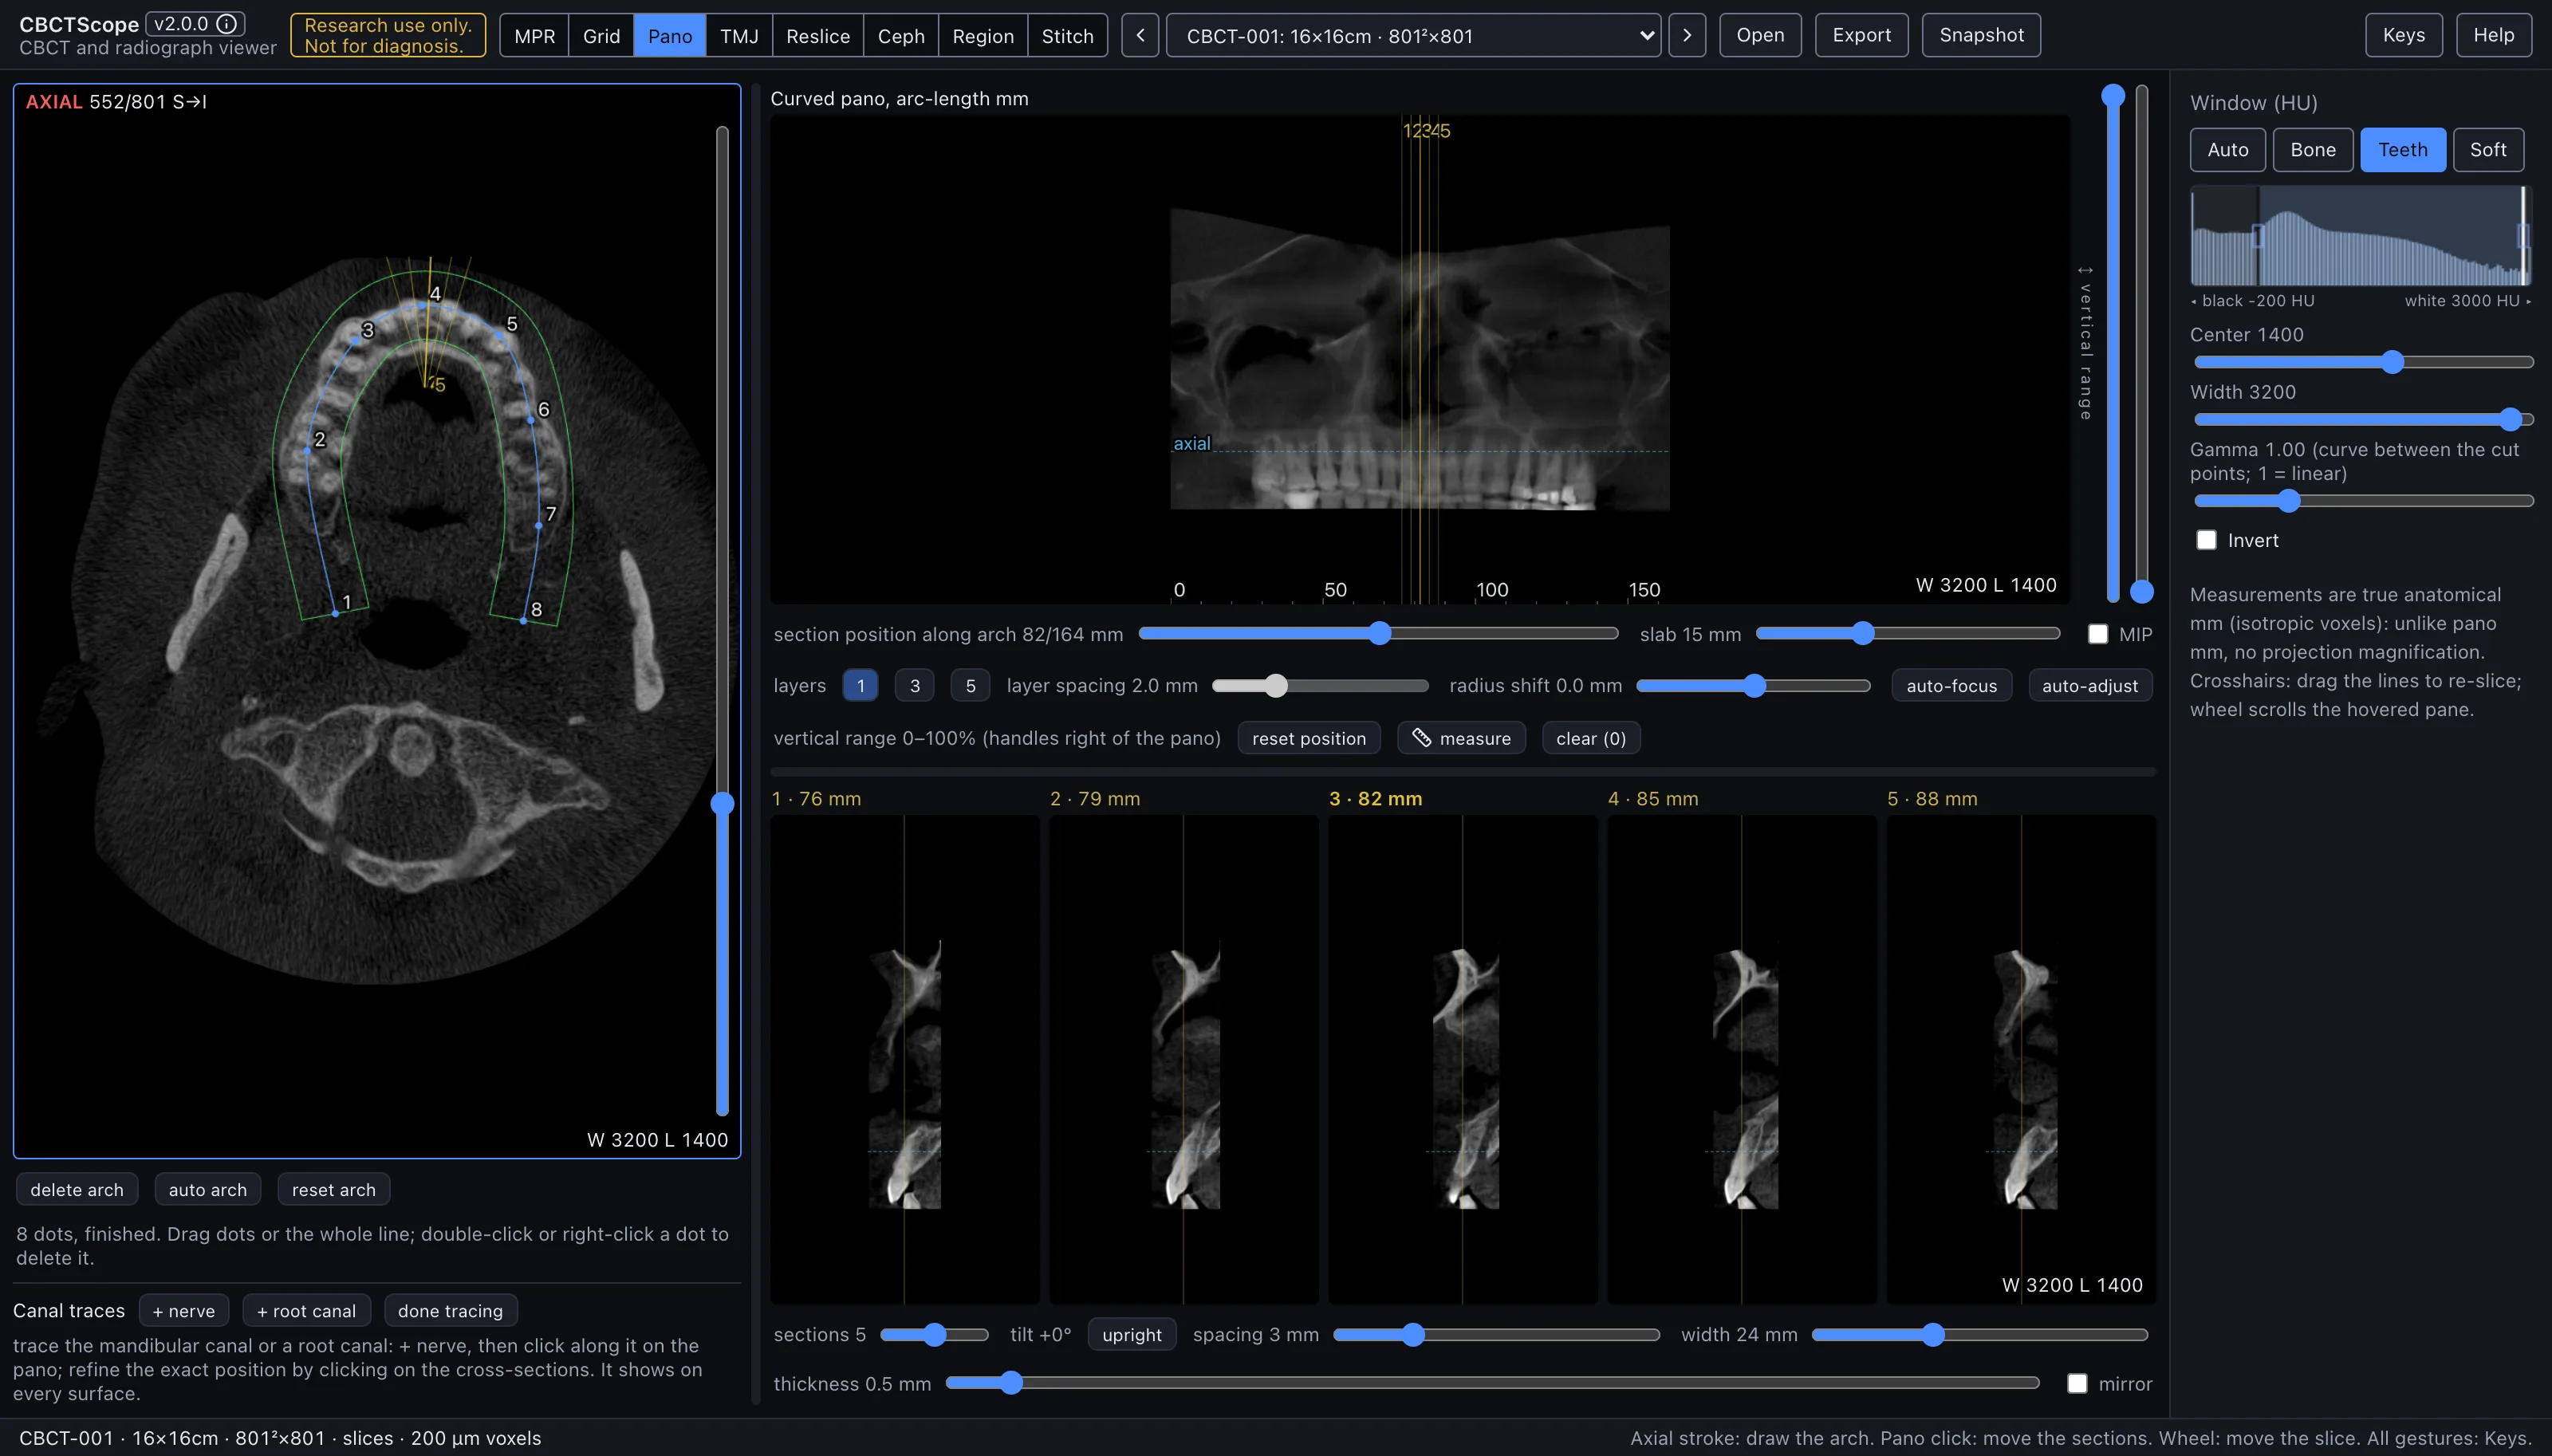 CBCTScope v2.0.0
CBCT and radiograph viewer
Research use only.
Not for diagnosis.
MPR Grid Pano TMJ Reslice Ceph Region Stitch
CBCT-001: 16×16cm · 801²×801
Open Export Snapshot
Keys Help
AXIAL 552/801 S→I
4
3
5
5
6
2
7
1
8
W 3200 L 1400
delete arch auto arch reset arch
8 dots, finished. Drag dots or the whole line; double-click or right-click a dot to
delete it.
Canal traces + nerve + root canal done tracing
trace the mandibular canal or a root canal: + nerve, then click along it on the
pano; refine the exact position by clicking on the cross-sections. It shows on
every surface.
Curved pano, arc-length mm
12345
axial
0 50 100 150
W 3200 L 1400
↕ vertical range
section position along arch 82/164 mm slab 15 mm MIP
layers 1 3 5 layer spacing 2.0 mm radius shift 0.0 mm auto-focus auto-adjust
vertical range 0–100% (handles right of the pano) reset position measure clear (0)
1 · 76 mm 2 · 79 mm 3 · 82 mm 4 · 85 mm 5 · 88 mm
W 3200 L 1400
sections 5 tilt +0° upright spacing 3 mm width 24 mm
thickness 0.5 mm mirror
Window (HU)
Auto Bone Teeth Soft
◂ black -200 HU white 3000 HU ▸
Center 1400
Width 3200
Gamma 1.00 (curve between the cut
points; 1 = linear)
Invert
Measurements are true anatomical
mm (isotropic voxels): unlike pano
mm, no projection magnification.
Crosshairs: drag the lines to re-slice;
wheel scrolls the hovered pane.
CBCT-001 · 16×16cm · 801²×801 · slices · 200 µm voxels
Axial stroke: draw the arch. Pano click: move the sections. Wheel: move the slice. All gestures: Keys.